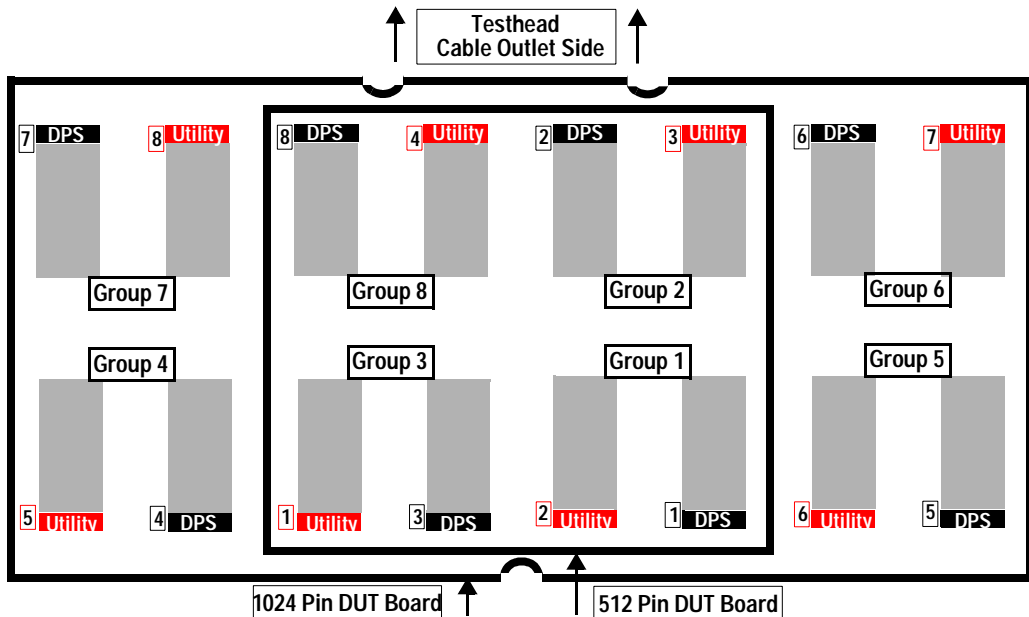 Testhead
Cable Outlet Side
7 DPS 8 Utility 8 DPS 4 Utility 2 DPS 3 Utility 6 DPS 7 Utility
Group 7 Group 8 Group 2 Group 6
Group 4 Group 3 Group 1 Group 5
5 Utility 4 DPS 1 Utility 3 DPS 2 Utility 1 DPS 6 Utility 5 DPS
1024 Pin DUT Board 512 Pin DUT Board